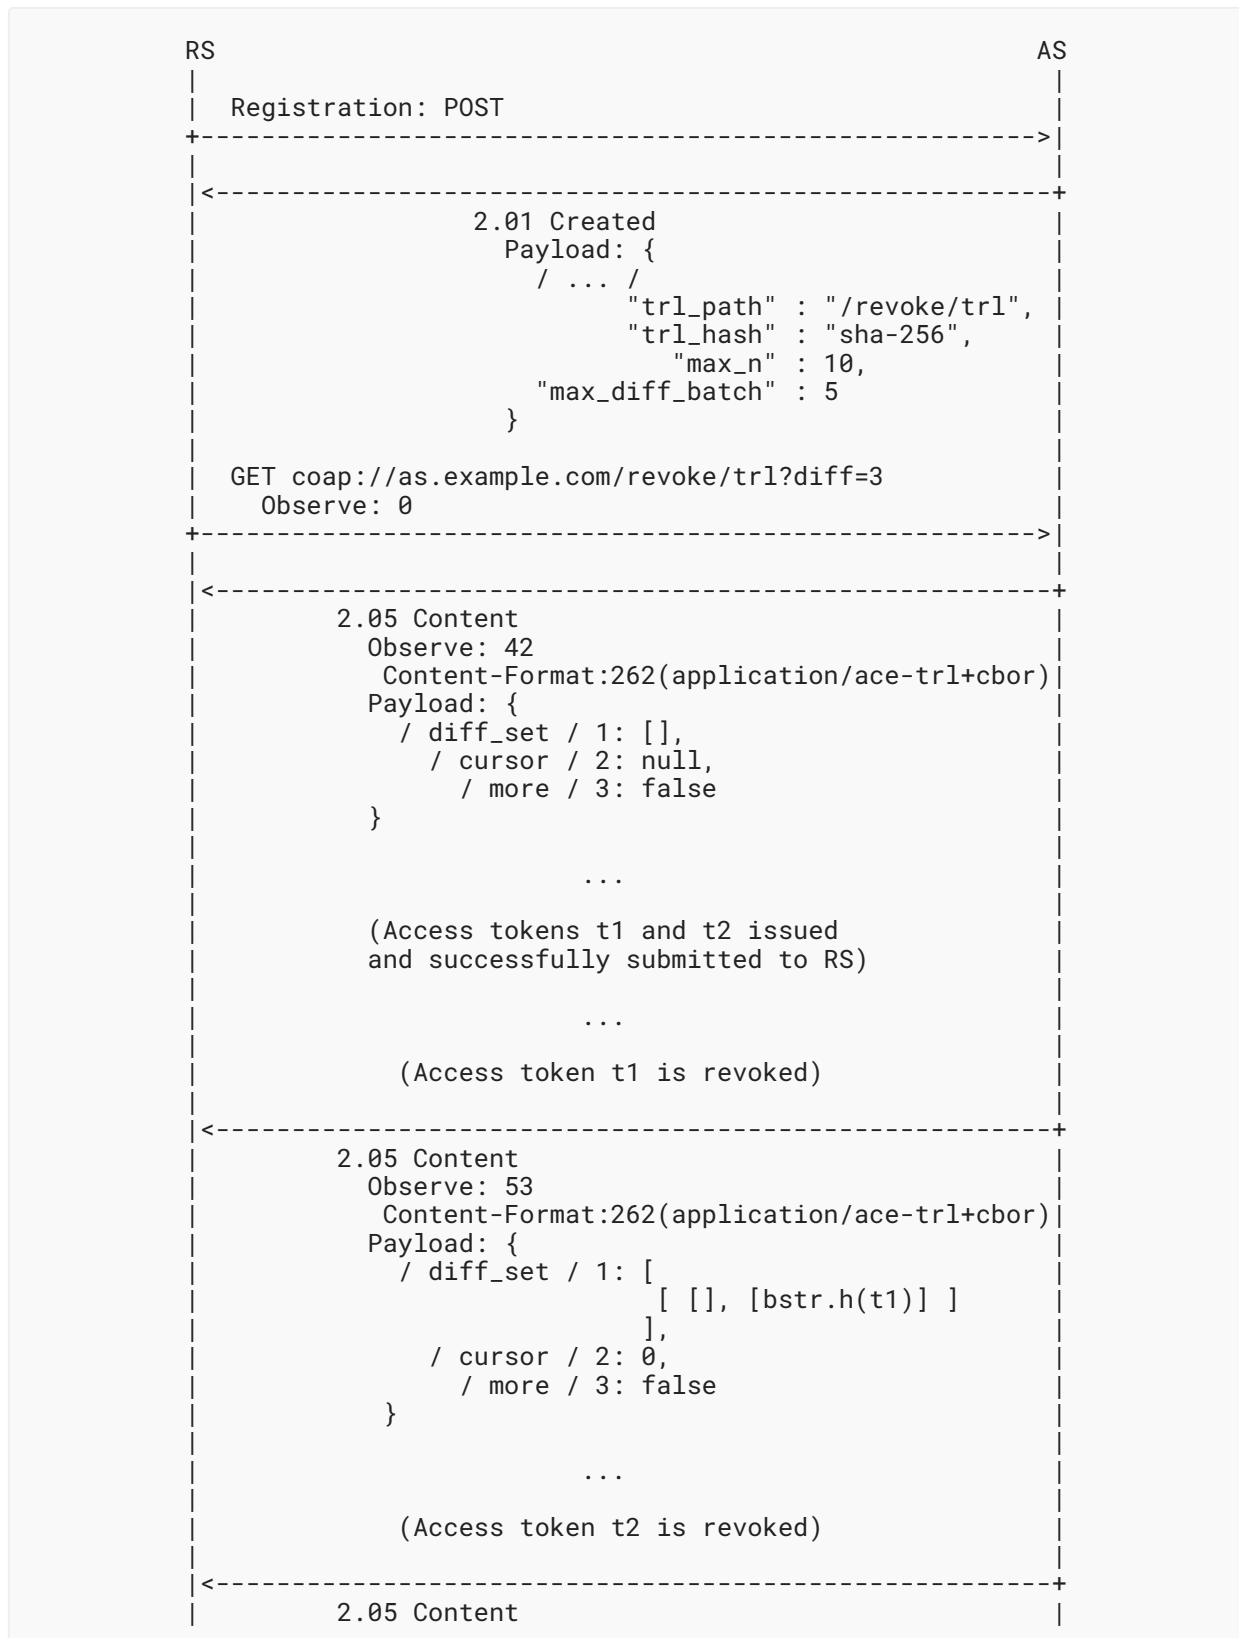 RS                                                       AS
|                                                         |
|  Registration: POST                                     |
+-------------------------------------------------------->|
|                                                         |
|<--------------------------------------------------------+
|                  2.01 Created                           |
|                    Payload: {                           |
|                      / ... /                            |
|                            "trl_path" : "/revoke/trl",  |
|                            "trl_hash" : "sha-256",      |
|                               "max_n" : 10,             |
|                      "max_diff_batch" : 5               |
|                    }                                    |
|                                                         |
|  GET coap://as.example.com/revoke/trl?diff=3            |
|    Observe: 0                                           |
+-------------------------------------------------------->|
|                                                         |
|<--------------------------------------------------------+
|         2.05 Content                                    |
|           Observe: 42                                   |
|            Content-Format:262(application/ace-trl+cbor)|
|           Payload: {                                    |
|             / diff_set / 1: [],                         |
|               / cursor / 2: null,                       |
|                 / more / 3: false                       |
|           }                                             |
|                                                         |
|                         ...                             |
|                                                         |
|           (Access tokens t1 and t2 issued               |
|           and successfully submitted to RS)             |
|                                                         |
|                         ...                             |
|                                                         |
|             (Access token t1 is revoked)                |
|                                                         |
|<--------------------------------------------------------+
|         2.05 Content                                    |
|           Observe: 53                                   |
|            Content-Format:262(application/ace-trl+cbor)|
|           Payload: {                                    |
|             / diff_set / 1: [                           |
|                              [ [], [bstr.h(t1)] ]       |
|                             ],                          |
|               / cursor / 2: 0,                          |
|                 / more / 3: false                       |
|            }                                            |
|                                                         |
|                         ...                             |
|                                                         |
|             (Access token t2 is revoked)                |
|                                                         |
|<--------------------------------------------------------+
|         2.05 Content                                    |